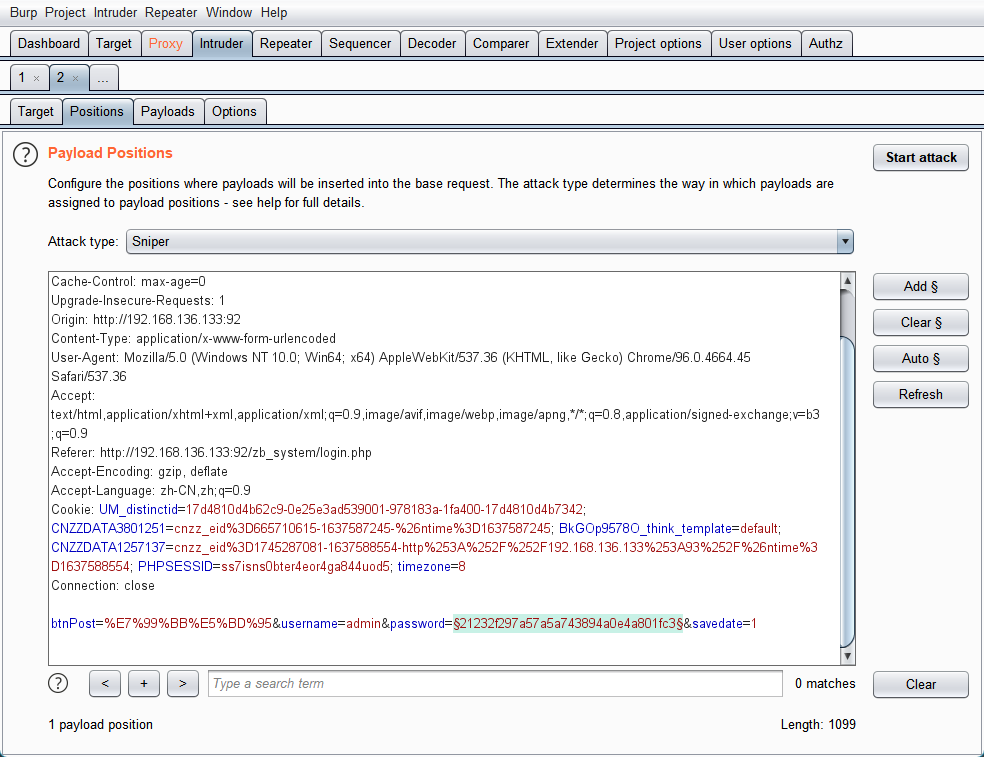 Burp Project Intruder Repeater Window Help
Dashboard Target Proxy Intruder Repeater Sequencer Decoder Comparer Extender Project options User options Authz
1 × 2 × ...
Target Positions Payloads Options
? Payload Positions
Start attack
Configure the positions where payloads will be inserted into the base request. The attack type determines the way in which payloads are
assigned to payload positions - see help for full details.
Attack type: Sniper
Cache-Control: max-age=0
Upgrade-Insecure-Requests: 1
Origin: http://192.168.136.133:92
Content-Type: application/x-www-form-urlencoded
User-Agent: Mozilla/5.0 (Windows NT 10.0; Win64; x64) AppleWebKit/537.36 (KHTML, like Gecko) Chrome/96.0.4664.45
Safari/537.36
Accept:
text/html,application/xhtml+xml,application/xml;q=0.9,image/avif,image/webp,image/apng,*/*;q=0.8,application/signed-exchange;v=b3
;q=0.9
Referer: http://192.168.136.133:92/zb_system/login.php
Accept-Encoding: gzip, deflate
Accept-Language: zh-CN,zh;q=0.9
Cookie: UM_distinctid=17d4810d4b62c9-0e25e3ad539001-978183a-1fa400-17d4810d4b7342;
CNZZDATA3801251=cnzz_eid%3D665710615-1637587245-%26ntime%3D1637587245; BkGOp9578O_think_template=default;
CNZZDATA1257137=cnzz_eid%3D1745287081-1637588554-http%253A%252F%252F192.168.136.133%253A93%252F%26ntime%3
D1637588554; PHPSESSID=ss7isns0bter4eor4ga844uod5; timezone=8
Connection: close
btnPost=%E7%99%BB%E5%BD%95&username=admin&password=§21232f297a57a5a743894a0e4a801fc3§&savedate=1
Add §
Clear §
Auto §
Refresh
? < + > Type a search term 0 matches Clear
1 payload position Length: 1099